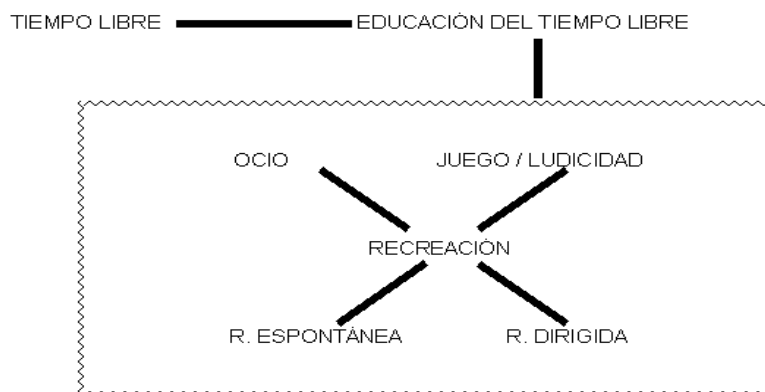 TIEMPO LIBRE EDUCACIÓN DEL TIEMPO LIBRE
OCIO JUEGO / LUDICIDAD
RECREACIÓN
R. ESPONTÁNEA R. DIRIGIDA